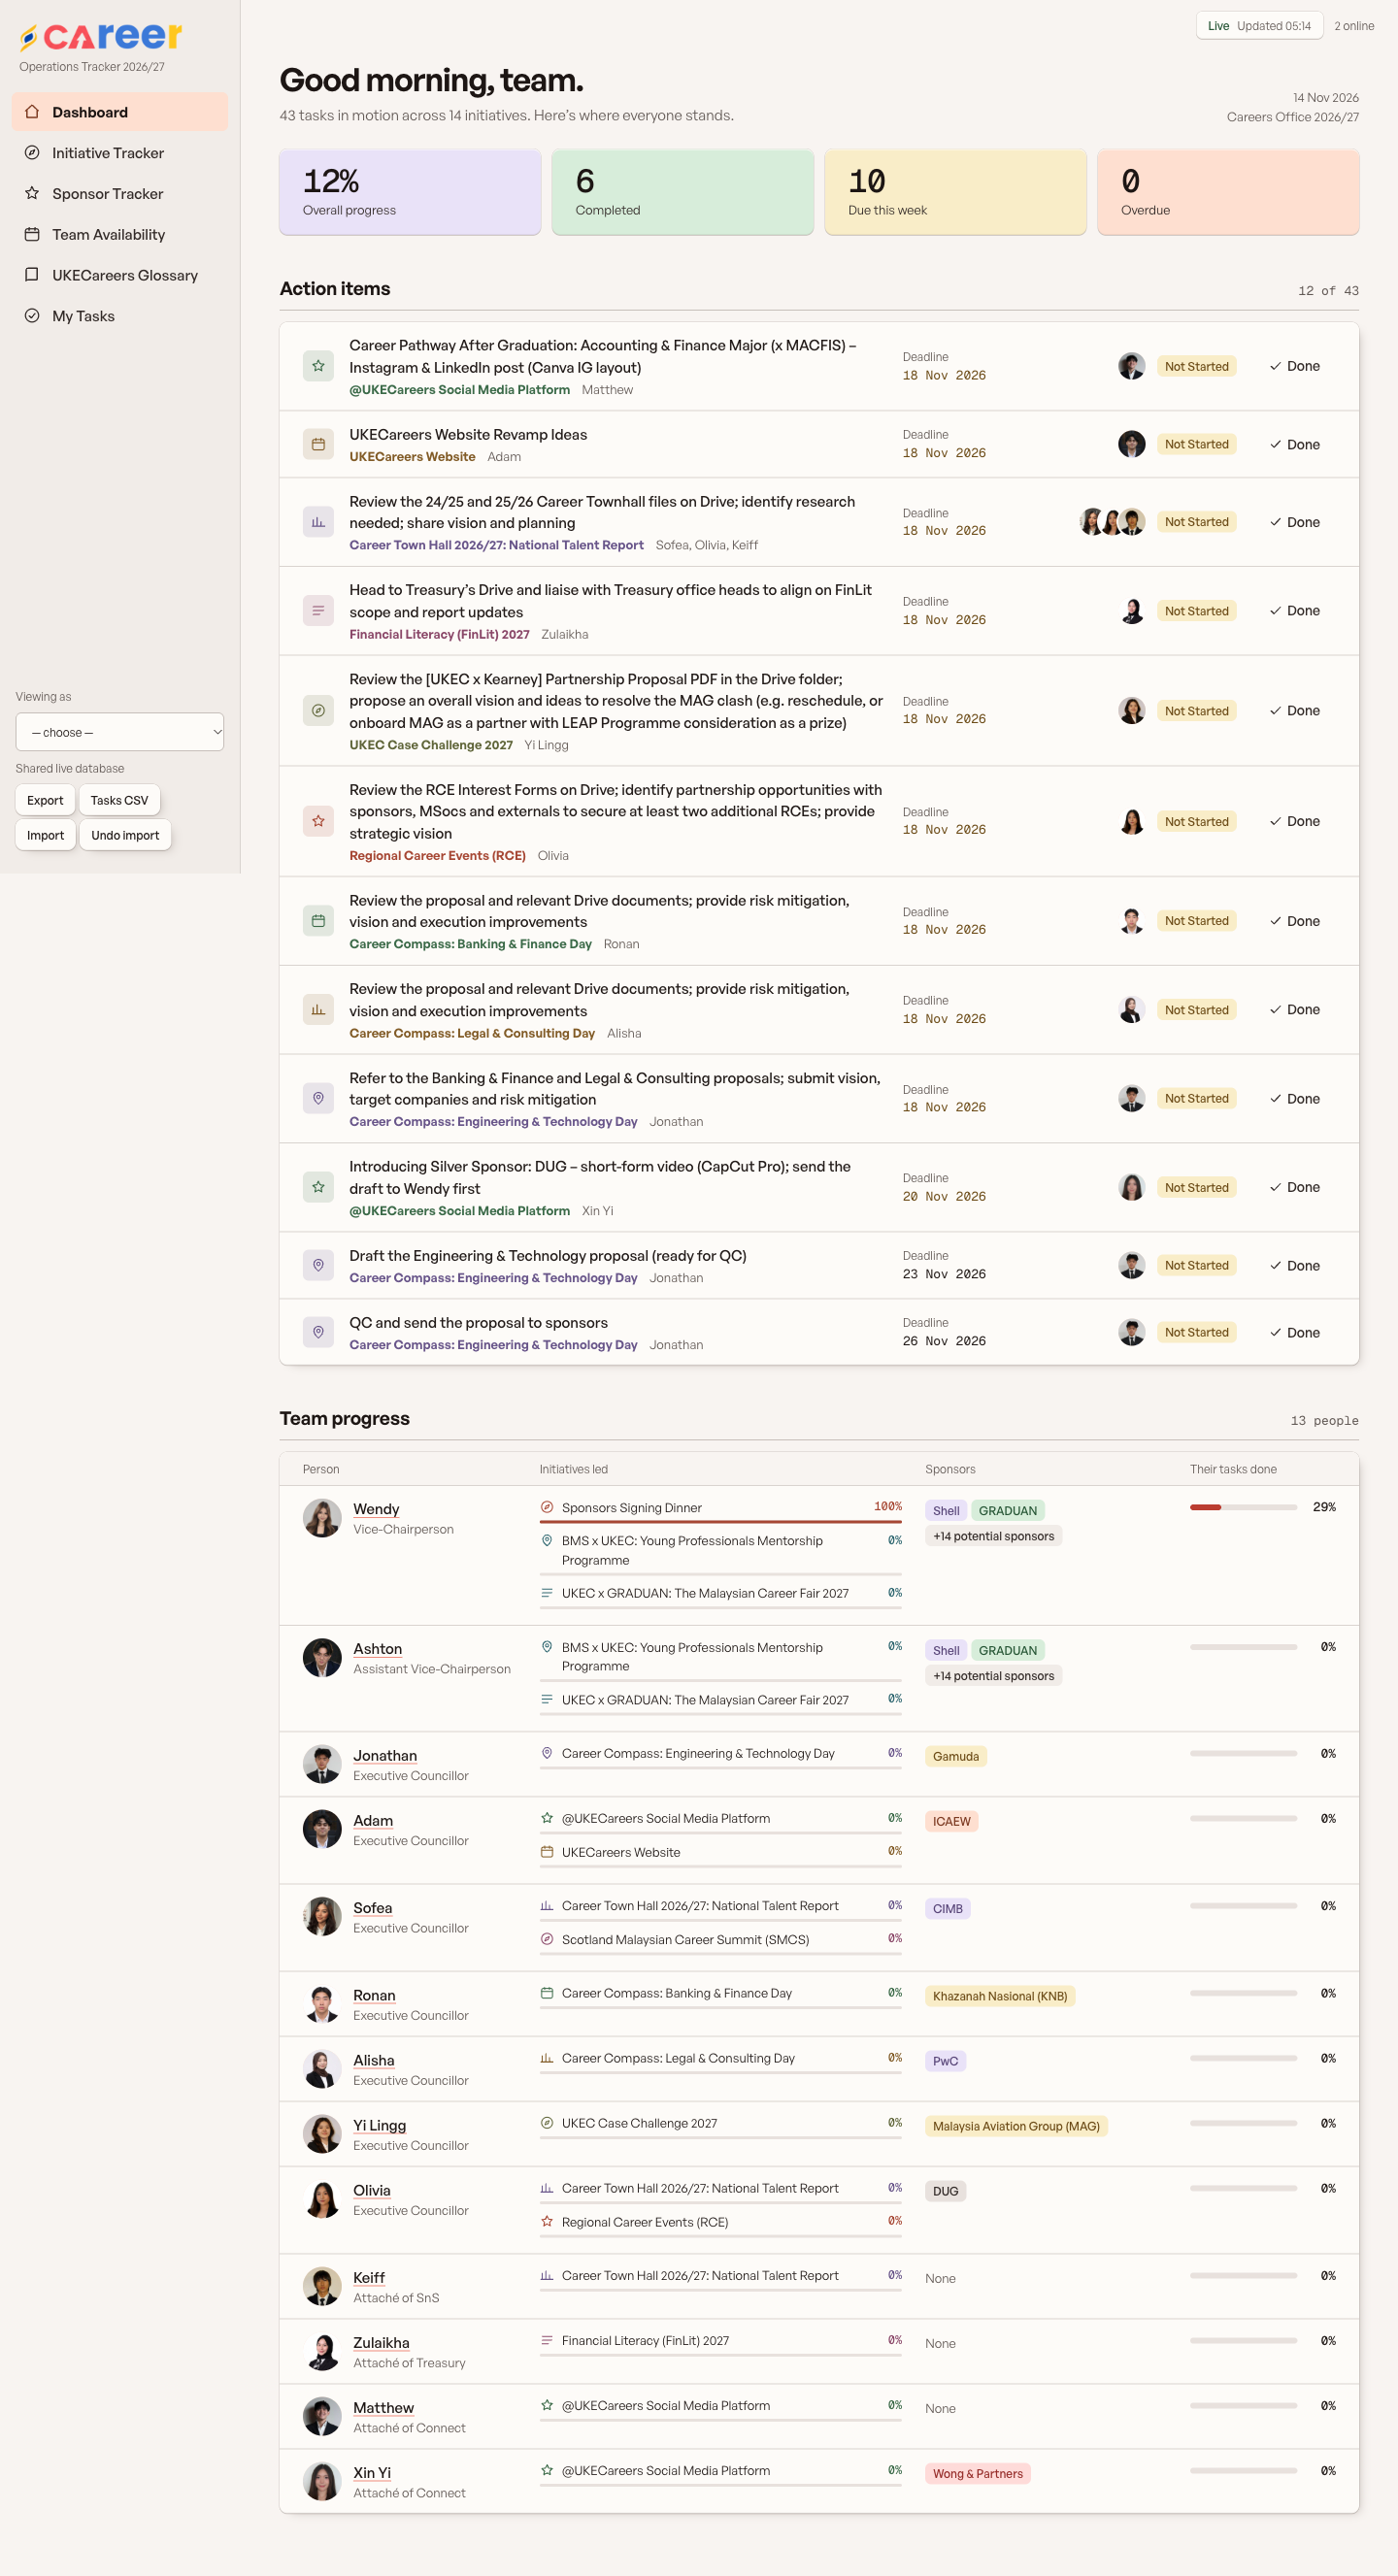 career
Operations Tracker 2026/27
Dashboard
Initiative Tracker
Sponsor Tracker
Team Availability
UKECareers Glossary
My Tasks
Viewing as
— choose —
Shared live database
Export
Tasks CSV
Import
Undo import
Live Updated 05:14
2 online
Good morning, team.
43 tasks in motion across 14 initiatives. Here’s where everyone stands.
14 Nov 2026
Careers Office 2026/27
12%
Overall progress
6
Completed
10
Due this week
0
Overdue
Action items
12 of 43
Career Pathway After Graduation: Accounting & Finance Major (x MACFIS) –
Instagram & LinkedIn post (Canva IG layout)
@UKECareers Social Media Platform Matthew
Deadline
18 Nov 2026
Not Started
Done
UKECareers Website Revamp Ideas
UKECareers Website Adam
Deadline
18 Nov 2026
Not Started
Done
Review the 24/25 and 25/26 Career Townhall files on Drive; identify research
needed; share vision and planning
Career Town Hall 2026/27: National Talent Report Sofea, Olivia, Keiff
Deadline
18 Nov 2026
Not Started
Done
Head to Treasury’s Drive and liaise with Treasury office heads to align on FinLit
scope and report updates
Financial Literacy (FinLit) 2027 Zulaikha
Deadline
18 Nov 2026
Not Started
Done
Review the [UKEC x Kearney] Partnership Proposal PDF in the Drive folder;
propose an overall vision and ideas to resolve the MAG clash (e.g. reschedule, or
onboard MAG as a partner with LEAP Programme consideration as a prize)
UKEC Case Challenge 2027 Yi Lingg
Deadline
18 Nov 2026
Not Started
Done
Review the RCE Interest Forms on Drive; identify partnership opportunities with
sponsors, MSocs and externals to secure at least two additional RCEs; provide
strategic vision
Regional Career Events (RCE) Olivia
Deadline
18 Nov 2026
Not Started
Done
Review the proposal and relevant Drive documents; provide risk mitigation,
vision and execution improvements
Career Compass: Banking & Finance Day Ronan
Deadline
18 Nov 2026
Not Started
Done
Review the proposal and relevant Drive documents; provide risk mitigation,
vision and execution improvements
Career Compass: Legal & Consulting Day Alisha
Deadline
18 Nov 2026
Not Started
Done
Refer to the Banking & Finance and Legal & Consulting proposals; submit vision,
target companies and risk mitigation
Career Compass: Engineering & Technology Day Jonathan
Deadline
18 Nov 2026
Not Started
Done
Introducing Silver Sponsor: DUG – short-form video (CapCut Pro); send the
draft to Wendy first
@UKECareers Social Media Platform Xin Yi
Deadline
20 Nov 2026
Not Started
Done
Draft the Engineering & Technology proposal (ready for QC)
Career Compass: Engineering & Technology Day Jonathan
Deadline
23 Nov 2026
Not Started
Done
QC and send the proposal to sponsors
Career Compass: Engineering & Technology Day Jonathan
Deadline
26 Nov 2026
Not Started
Done
Team progress
13 people
Person Initiatives led Sponsors Their tasks done
Wendy
Vice-Chairperson
Sponsors Signing Dinner 100%
BMS x UKEC: Young Professionals Mentorship
Programme
0%
UKEC x GRADUAN: The Malaysian Career Fair 2027 0%
Shell GRADUAN
+14 potential sponsors
29%
Ashton
Assistant Vice-Chairperson
BMS x UKEC: Young Professionals Mentorship
Programme
0%
UKEC x GRADUAN: The Malaysian Career Fair 2027 0%
Shell GRADUAN
+14 potential sponsors
0%
Jonathan
Executive Councillor
Career Compass: Engineering & Technology Day 0%
Gamuda
0%
Adam
Executive Councillor
@UKECareers Social Media Platform 0%
UKECareers Website 0%
ICAEW
0%
Sofea
Executive Councillor
Career Town Hall 2026/27: National Talent Report 0%
Scotland Malaysian Career Summit (SMCS) 0%
CIMB
0%
Ronan
Executive Councillor
Career Compass: Banking & Finance Day 0%
Khazanah Nasional (KNB)
0%
Alisha
Executive Councillor
Career Compass: Legal & Consulting Day 0%
PwC
0%
Yi Lingg
Executive Councillor
UKEC Case Challenge 2027 0%
Malaysia Aviation Group (MAG)
0%
Olivia
Executive Councillor
Career Town Hall 2026/27: National Talent Report 0%
Regional Career Events (RCE) 0%
DUG
0%
Keiff
Attaché of SnS
Career Town Hall 2026/27: National Talent Report 0%
None
0%
Zulaikha
Attaché of Treasury
Financial Literacy (FinLit) 2027 0%
None
0%
Matthew
Attaché of Connect
@UKECareers Social Media Platform 0%
None
0%
Xin Yi
Attaché of Connect
@UKECareers Social Media Platform 0%
Wong & Partners
0%